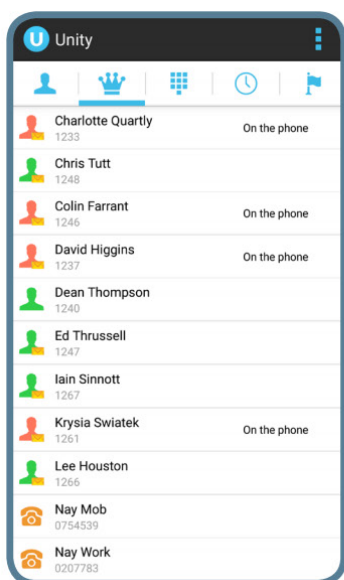 U Unity
Charlotte Quartly
1233
On the phone
Chris Tutt
1248
Colin Farrant
1246
On the phone
David Higgins
1237
On the phone
Dean Thompson
1240
Ed Thrussell
1247
Iain Sinnott
1267
Krysia Swiatek
1261
On the phone
Lee Houston
1266
Nay Mob
0754539
Nay Work
0207783